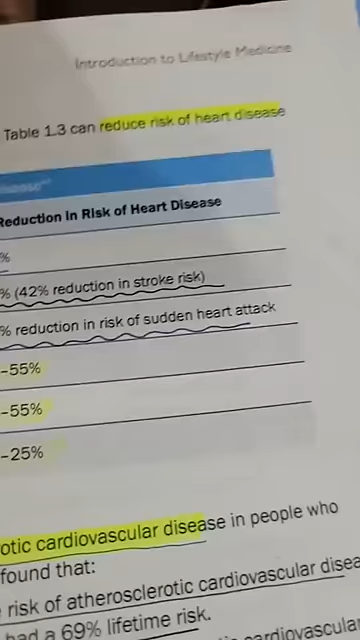 Introduction to Lifestyle Medicine
Table 1.3 can reduce risk of heart disease
Reduction in Risk of Heart Disease
%
% (42% reduction in stroke risk)
% reduction in risk of sudden heart attack
–55%
–55%
–25%
otic cardiovascular disease in people who
found that:
risk of atherosclerotic cardiovascular disea
had a 69% lifetime risk.
cardiovascular